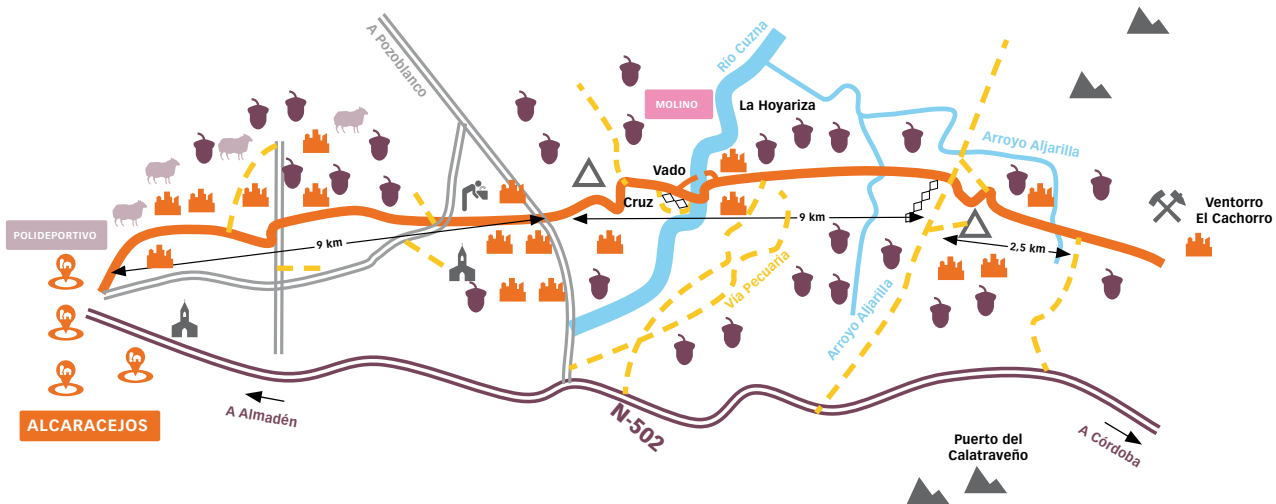 A Pozoblanco
Río Cuzna
MOLINO
La Hoyariza
Arroyo Aljarilla
Vado
Cruz
Ventorro
El Cachorro
POLIDEPORTIVO
9 km
9 km
2,5 km
Vía Pecuaria
Arroyo Aljarilla
ALCARACEJOS
A Almadén
N-502
A Córdoba
Puerto del
Calatraveño